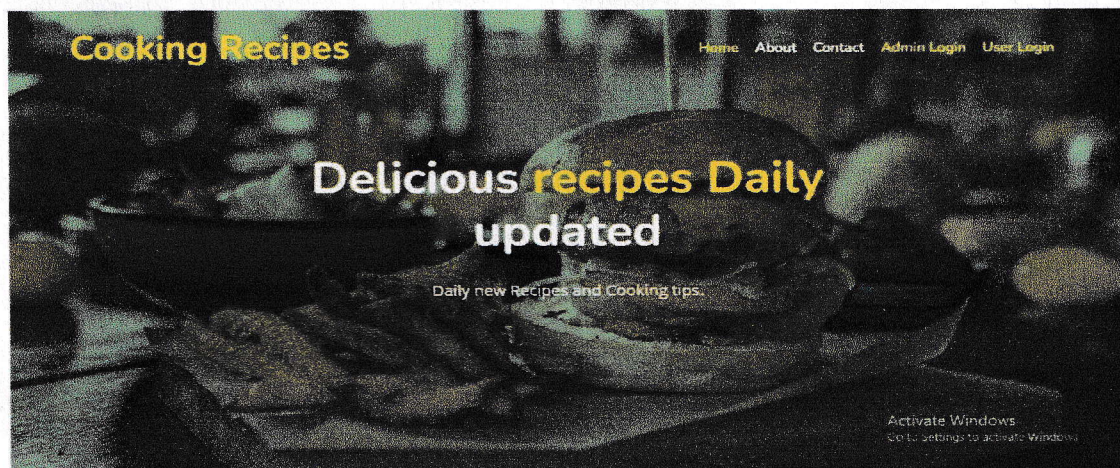 Cooking Recipes
Home About Contact Admin Login User Login
Delicious recipes Daily
updated
Daily new Recipes and Cooking tips.
Activate Windows
Go to Settings to activate Windows